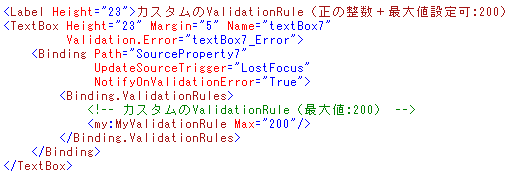 <Label Height="23">カスタムのValidationRule（正の整数＋最大値設定可:200）
<TextBox Height="23" Margin="5" Name="textBox7"
Validation.Error="textBox7_Error">
<Binding Path="SourceProperty7"
UpdateSourceTrigger="LostFocus"
NotifyOnValidationError="True">
<Binding.ValidationRules>
<!-- カスタムのValidationRule（最大値:200） -->
<my:MyValidationRule Max="200"/>
</Binding.ValidationRules>
</Binding>
</TextBox>